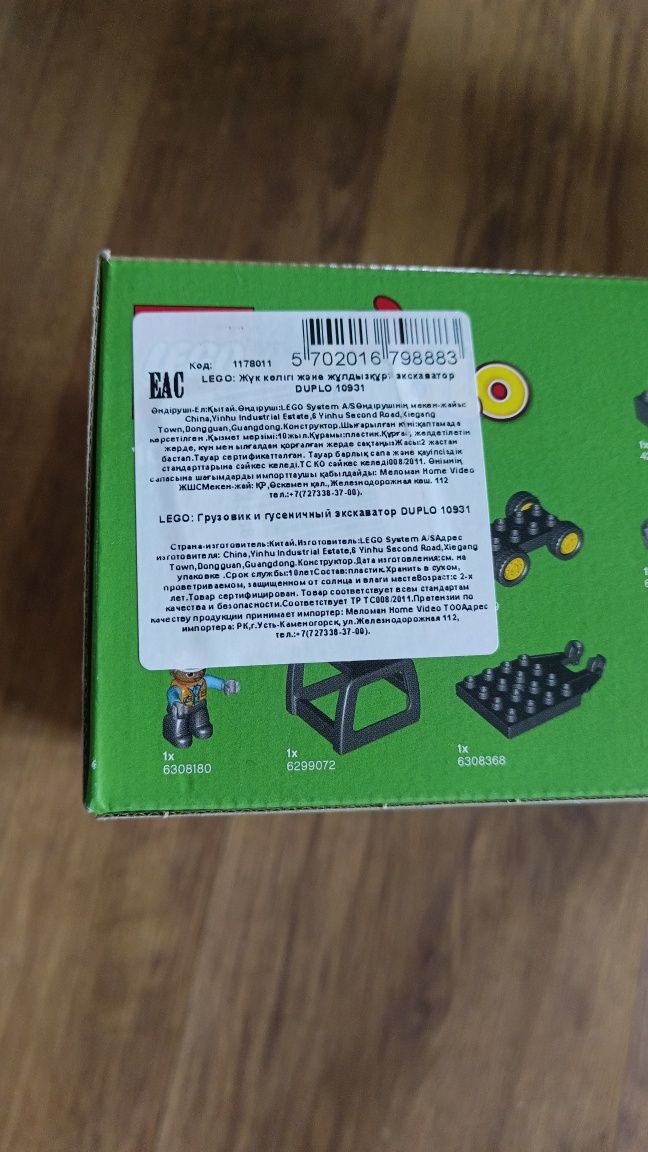 Код: 1178011
5 702016 798883
EAC
LEGO: Жүк көлігі және жұлдызқұрт экскаватор
DUPLO 10931
Өндіруші-Ел:Қытай.Өндіруші:LEGO System A/SӨндірушінің мекен-жайы:
China,Yinhu Industrial Estate,6 Yinhu Second Road,Xiegang
Town,Dongguan,Guangdong.Конструктор.Шығарылған күні:қаптамада
көрсетілген.Қызмет мерзімі:10жыл.Құрамы:пластик.Құрғақ, желдетілетін
жерде, күн мен ылғалдан қорғалған жерде сақтаңызЖасы:2 жастан
бастап.Тауар сертификатталған. Тауар барлық сапа және қауіпсіздік
стандарттарына сәйкес келеді.ТС КО сәйкес келеді008/2011. Өнімнің
сапасына шағымдарды импорттаушы қабылдайды: Меломан Home Video
ЖШСМекен-жай: ҚР,Өскемен қал.,Железнодорожная көш. 112
тел.:+7(727338-37-00).
LEGO: Грузовик и гусеничный экскаватор DUPLO 10931
Страна-изготовитель:Китай.Изготовитель:LEGO System A/SАдрес
изготовителя: China,Yinhu Industrial Estate,6 Yinhu Second Road,Xiegang
Town,Dongguan,Guangdong.Конструктор.Дата изготовления:см. на
упаковке .Срок службы:10летСостав:пластик.Хранить в сухом,
проветриваемом, защищенном от солнца и влаги местеВозраст:с 2-х
лет.Товар сертифицирован. Товар соответствует всем стандартам
качества и безопасности.Соответствует ТР ТС008/2011.Претензии по
качеству продукции принимает импортер: Меломан Home Video ТООАдрес
импортера: РК,г.Усть-Каменогорск, ул.Железнодорожная 112,
тел.:+7(727338-37-00).
1x
6308180
1x
6299072
1x
6308368